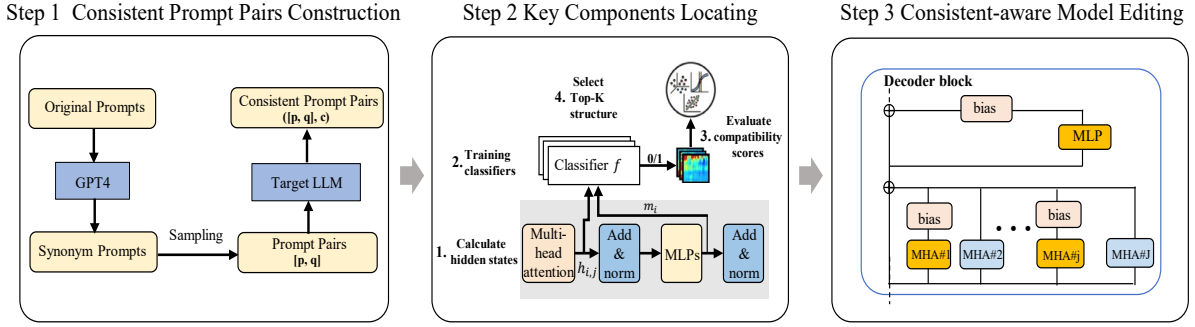 Step 1 Consistent Prompt Pairs Construction
Original Prompts
GPT4
Synonym Prompts
Sampling
Consistent Prompt Pairs
([p, q], c)
Target LLM
Prompt Pairs
[p, q]
Step 2 Key Components Locating
Select
4. Top-K
structure
3. Evaluate
compatibility
scores
2. Training
classifiers
Classifier f
0/1
1. Calculate
hidden states
Multi-
head
attention
h_{i,j}
Add
&
norm
m_i
MLPs
Add
&
norm
Step 3 Consistent-aware Model Editing
Decoder block
bias
MLP
bias
bias
MHA#1
MHA#2
• • •
MHA#j
MHA#J